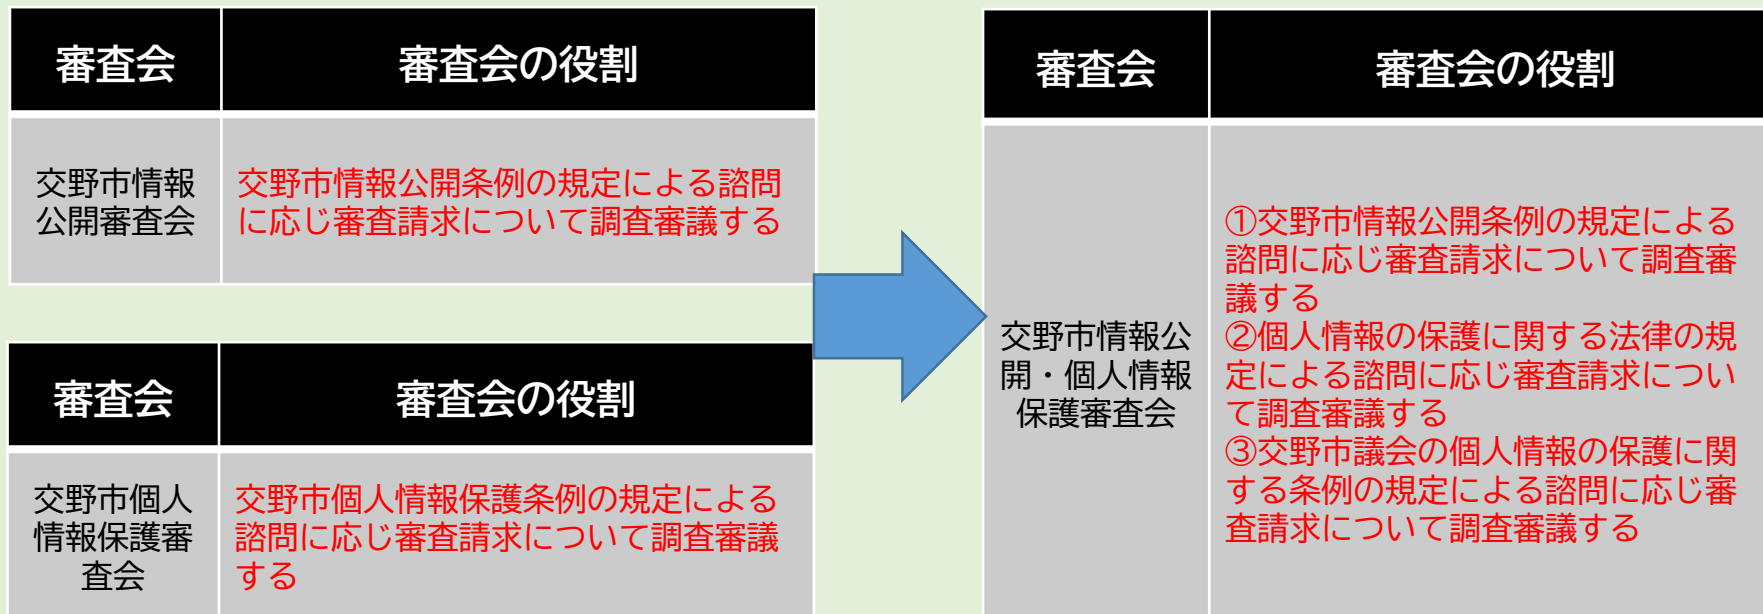 審査会
審査会の役割
交野市情報
公開審査会
交野市情報公開条例の規定による諮問
に応じ審査請求について調査審議する
審査会
審査会の役割
交野市個人
情報保護審
査会
交野市個人情報保護条例の規定による
諮問に応じ審査請求について調査審議
する
審査会
審査会の役割
交野市情報公
開・個人情報
保護審査会
①交野市情報公開条例の規定による
諮問に応じ審査請求について調査審
議する
②個人情報の保護に関する法律の規
定による諮問に応じ審査請求につい
て調査審議する
③交野市議会の個人情報の保護に関
する条例の規定による諮問に応じ審
査請求について調査審議する